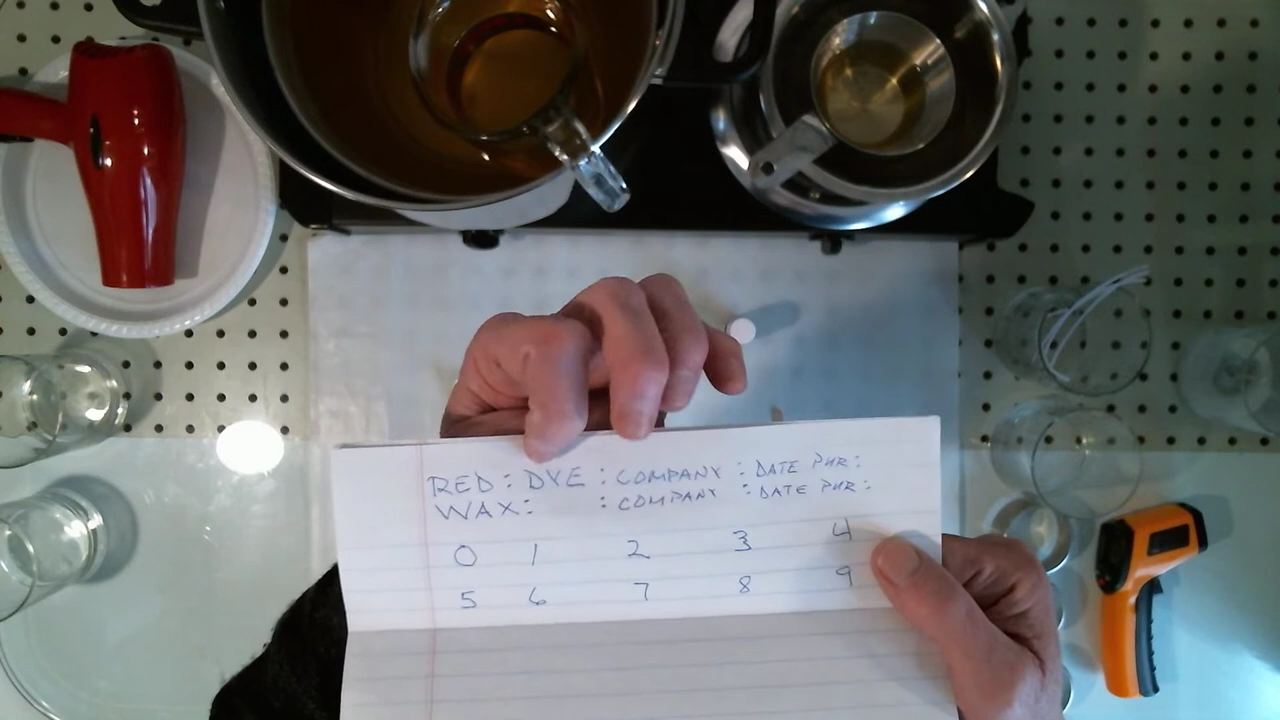 RED: DYE : COMPANY : DATE PUR:
WAX: : COMPANY : DATE PUR:
0 1 2 3 4
5 6 7 8 9